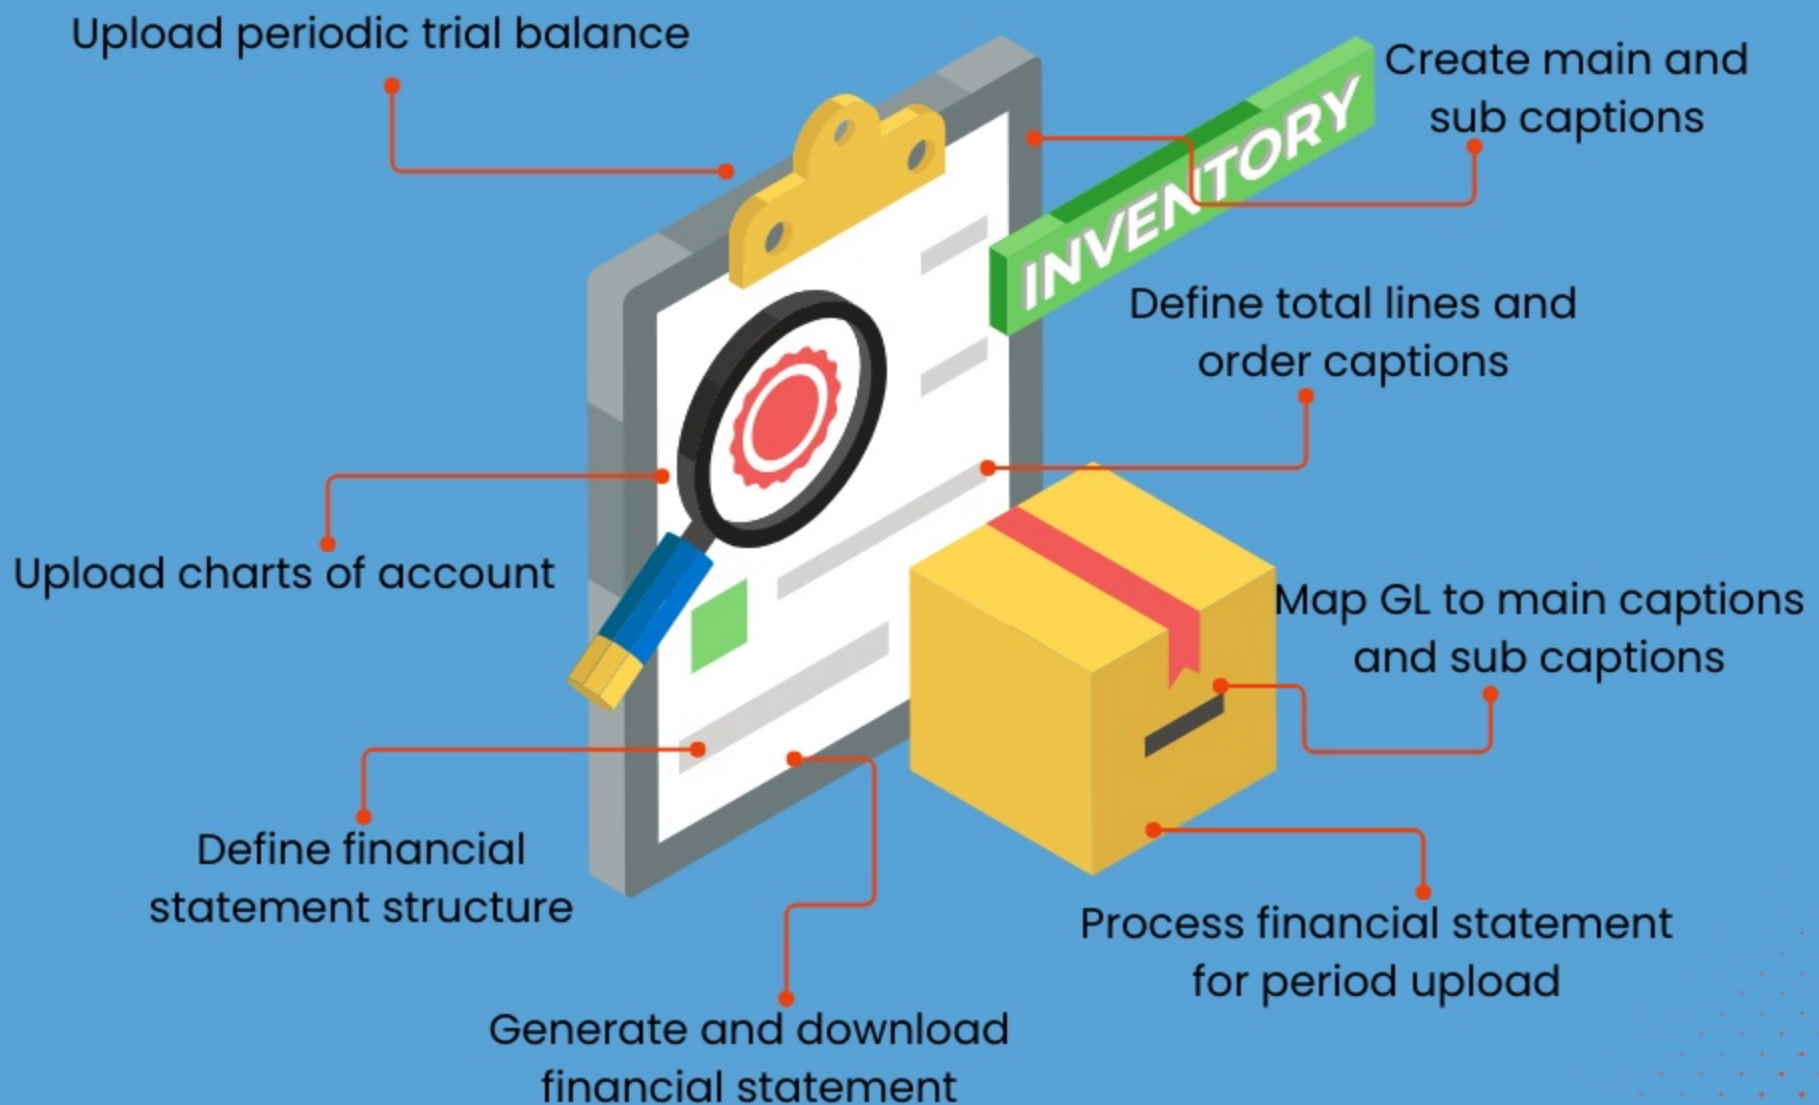 Upload periodic trial balance
Create main and
sub captions
INVENTORY
Define total lines and
order captions
Upload charts of account
Map GL to main captions
and sub captions
Define financial
statement structure
Process financial statement
for period upload
Generate and download
financial statement